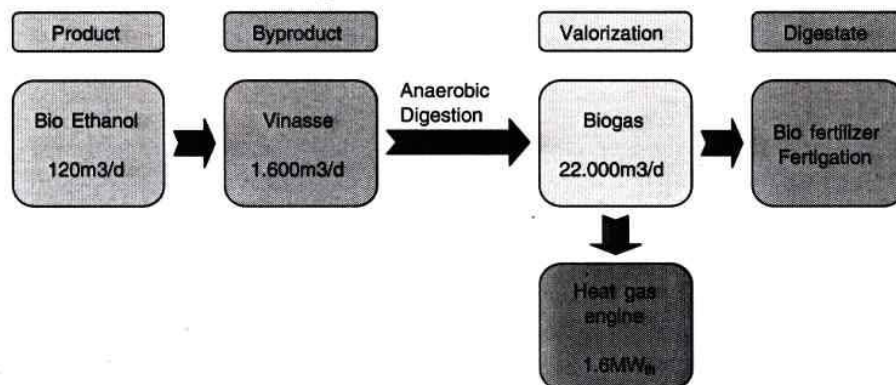 Product
Byproduct
Valorization
Digestate
Bio Ethanol
120m3/d
Vinasse
1.600m3/d
Anaerobic
Digestion
Biogas
22.000m3/d
Bio fertilizer
Fertigation
Heat gas
engine
1.6MWth